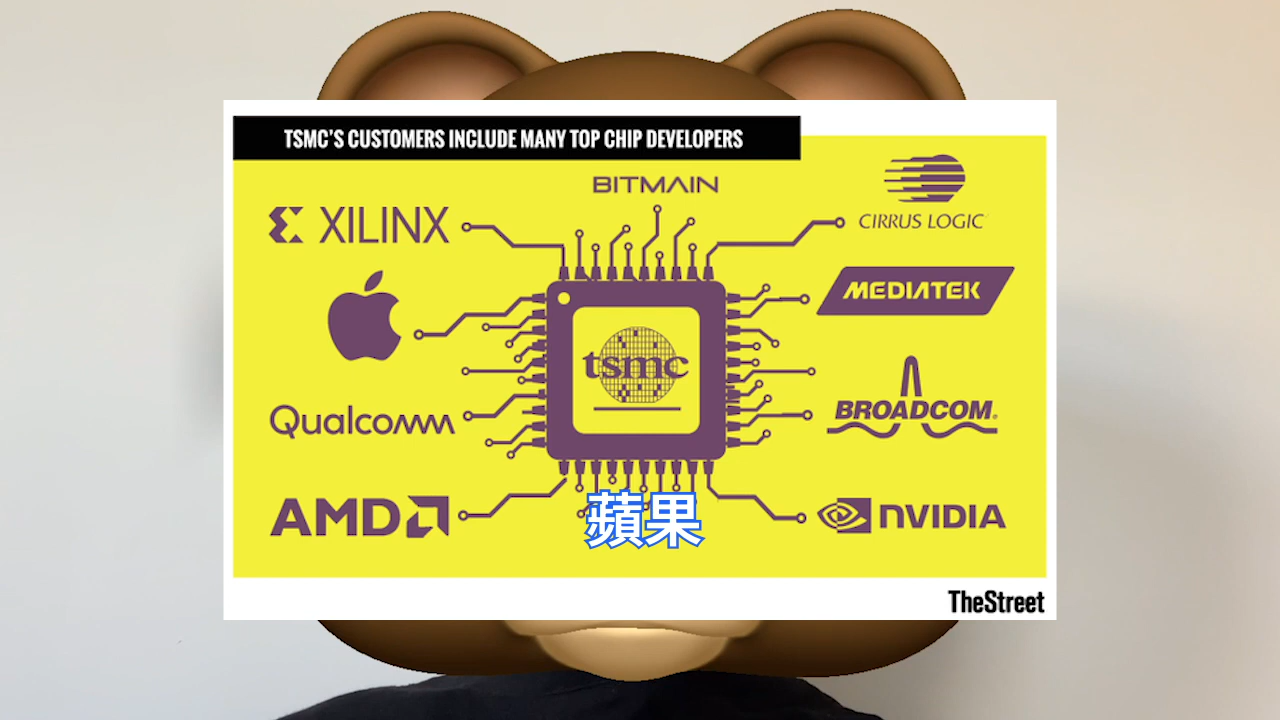 TSMC'S CUSTOMERS INCLUDE MANY TOP CHIP DEVELOPERS
BITMAIN
XILINX
CIRRUS LOGIC
MEDIATEK
tsmc
Qualcomm
BROADCOM®
AMD
蘋果
NVIDIA
TheStreet